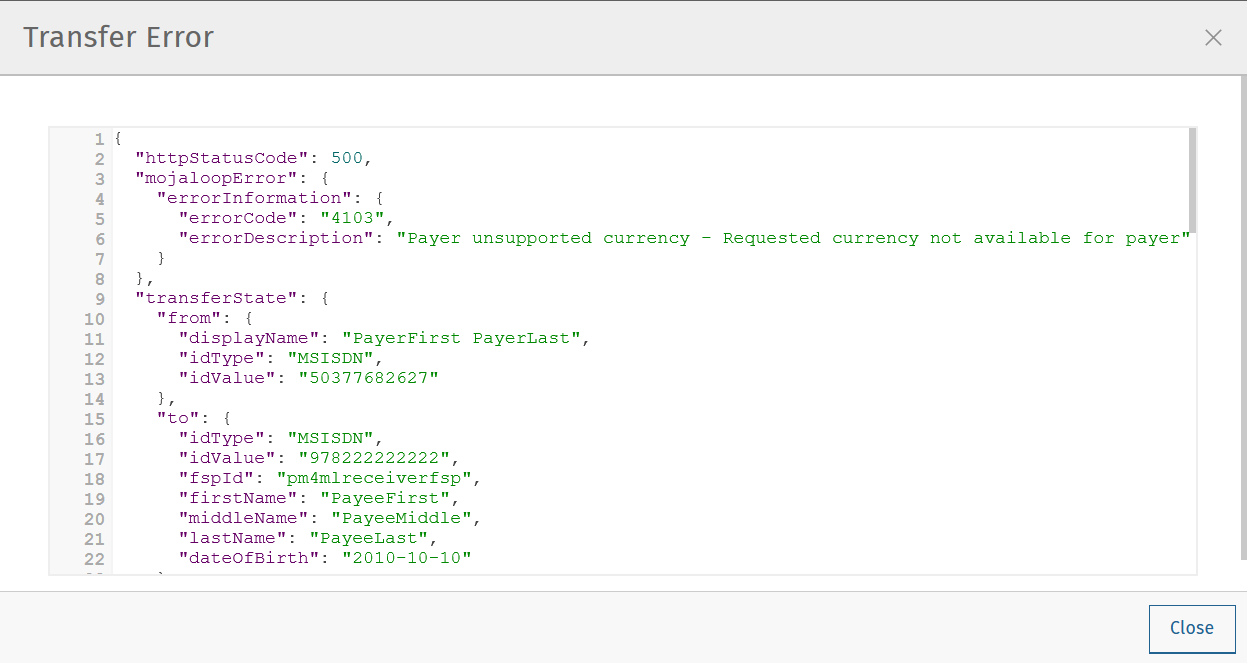 Transfer Error
1 {
2   "httpStatusCode": 500,
3   "mojaloopError": {
4     "errorInformation": {
5       "errorCode": "4103",
6       "errorDescription": "Payer unsupported currency - Requested currency not available for payer"
7     }
8   },
9   "transferState": {
10     "from": {
11       "displayName": "PayerFirst PayerLast",
12       "idType": "MSISDN",
13       "idValue": "50377682627"
14     },
15     "to": {
16       "idType": "MSISDN",
17       "idValue": "978222222222",
18       "fspId": "pm4mlreceiverfsp",
19       "firstName": "PayeeFirst",
20       "middleName": "PayeeMiddle",
21       "lastName": "PayeeLast",
22       "dateOfBirth": "2010-10-10"
Close